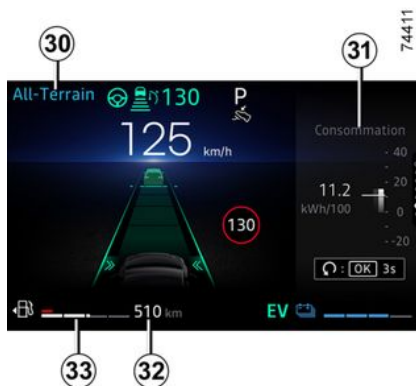 30
31
74411
All-Terrain
130
P
125 km/h
Consommation
40
20
11.2
kWh/100
0
-20
130
: OK 3s
510 km
EV
33
32